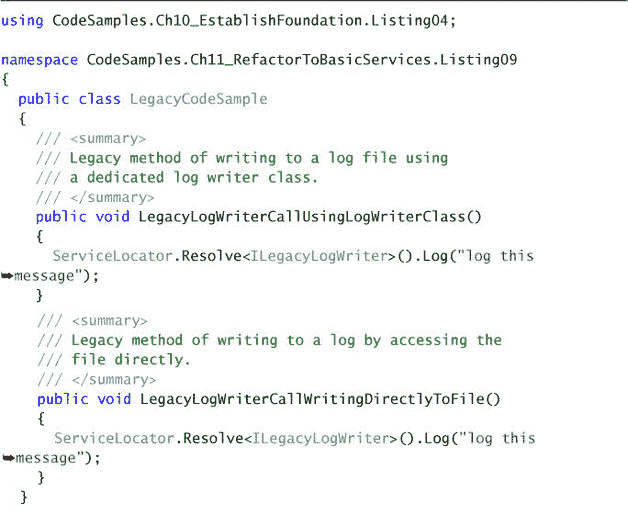 using CodeSamples.Ch10_EstablishFoundation.Listing04;
namespace CodeSamples.Ch11_RefactorToBasicServices.Listing09
{
public class LegacyCodeSample
{
/// <summary>
/// Legacy method of writing to a log file using
/// a dedicated log writer class.
/// </summary>
public void LegacyLogWriterCallUsingLogWriterClass()
{
ServiceLocator.Resolve<ILegacyLogWriter>().Log("log this
➥message");
}
/// <summary>
/// Legacy method of writing to a log by accessing the
/// file directly.
/// </summary>
public void LegacyLogWriterCallWritingDirectlyToFile()
{
ServiceLocator.Resolve<ILegacyLogWriter>().Log("log this
➥message");
}
}